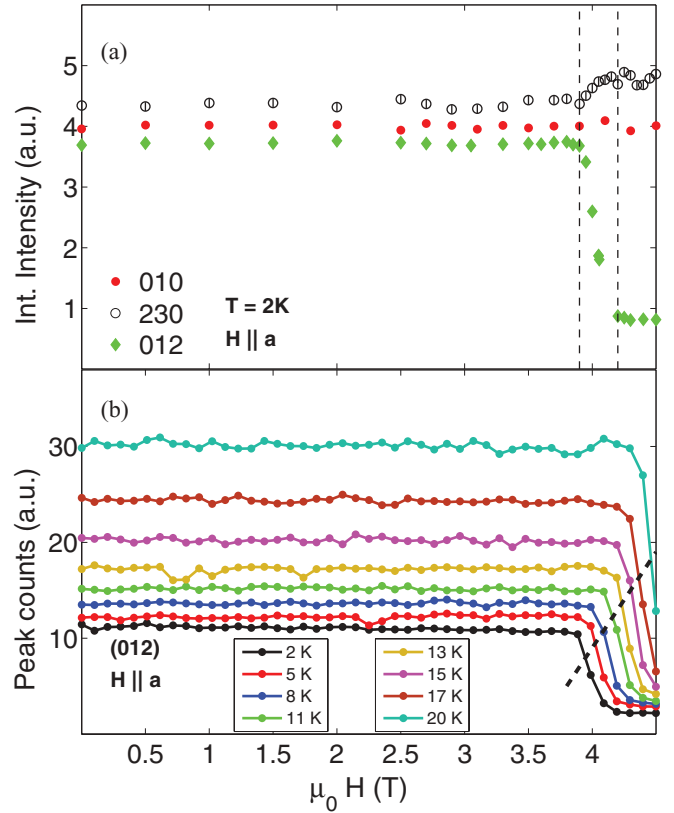 (a)
5
4
3
2
1
Int. Intensity (a.u.)
010
230
012
T = 2K
H || a
(b)
30
20
10
Peak counts (a.u.)
(012)
H || a
2 K
5 K
8 K
11 K
13 K
15 K
17 K
20 K
0.5 1 1.5 2 2.5 3 3.5 4
μ0 H (T)